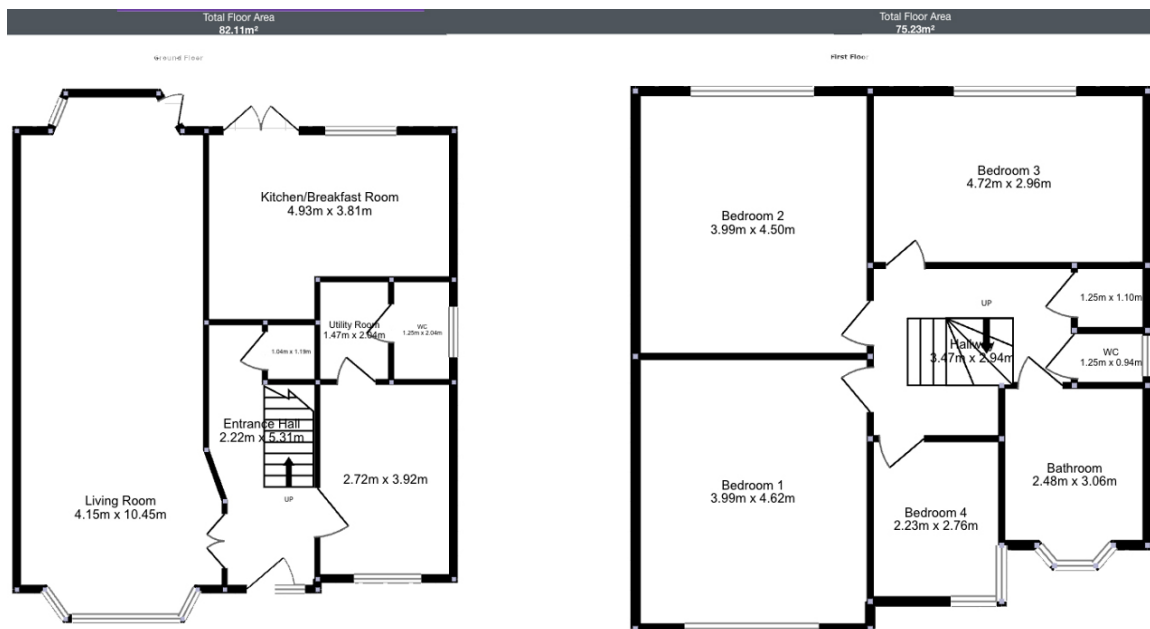 Total Floor Area
82.11m²
Ground Floor
Kitchen/Breakfast Room
4.93m x 3.81m
Utility Room
1.47m x 2.04m
WC
1.25m x 2.04m
1.04m x 1.19m
Entrance Hall
2.22m x 5.31m
UP
2.72m x 3.92m
Living Room
4.15m x 10.45m
Total Floor Area
75.23m²
First Floor
Bedroom 3
4.72m x 2.96m
Bedroom 2
3.99m x 4.50m
1.25m x 1.10m
UP
Hallway
3.47m x 2.94m
WC
1.25m x 0.94m
Bathroom
2.48m x 3.06m
Bedroom 1
3.99m x 4.62m
Bedroom 4
2.23m x 2.76m